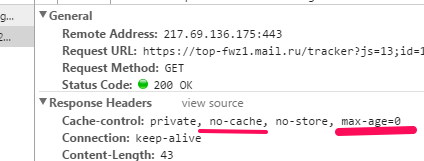 General
Remote Address: 217.69.136.175:443
Request URL: https://top-fwz1.mail.ru/tracker?js=13;id=1
Request Method: GET
Status Code: 200 OK
Response Headers view source
Cache-control: private, no-cache, no-store, max-age=0
Connection: keep-alive
Content-Length: 43